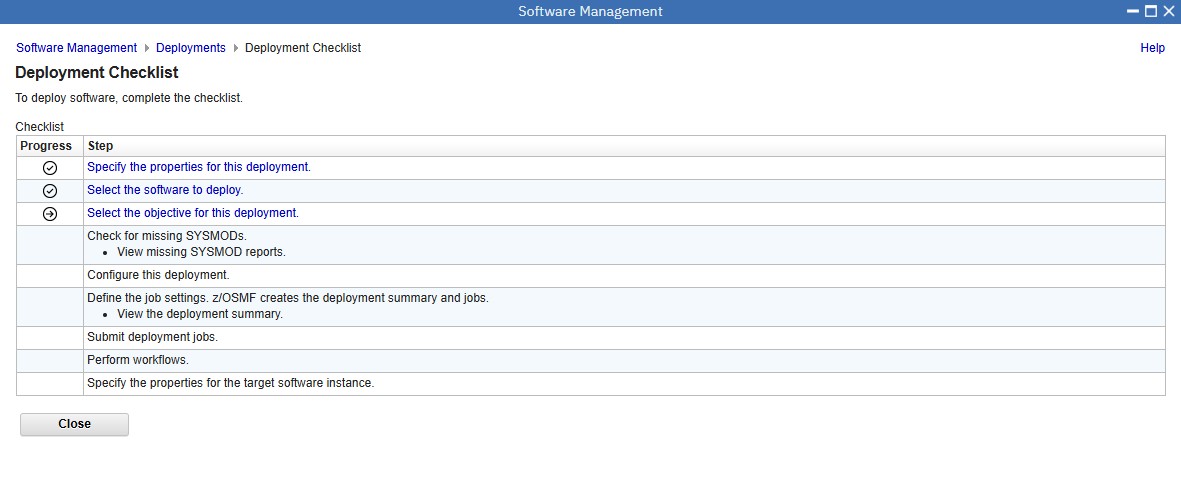 Software Management
Software Management Deployments Deployment Checklist Help
Deployment Checklist
To deploy software, complete the checklist.
Checklist
Progress Step
Specify the properties for this deployment.
Select the software to deploy.
Select the objective for this deployment.
Check for missing SYSMODs.
• View missing SYSMOD reports.
Configure this deployment.
Define the job settings. z/OSMF creates the deployment summary and jobs.
• View the deployment summary.
Submit deployment jobs.
Perform workflows.
Specify the properties for the target software instance.
Close